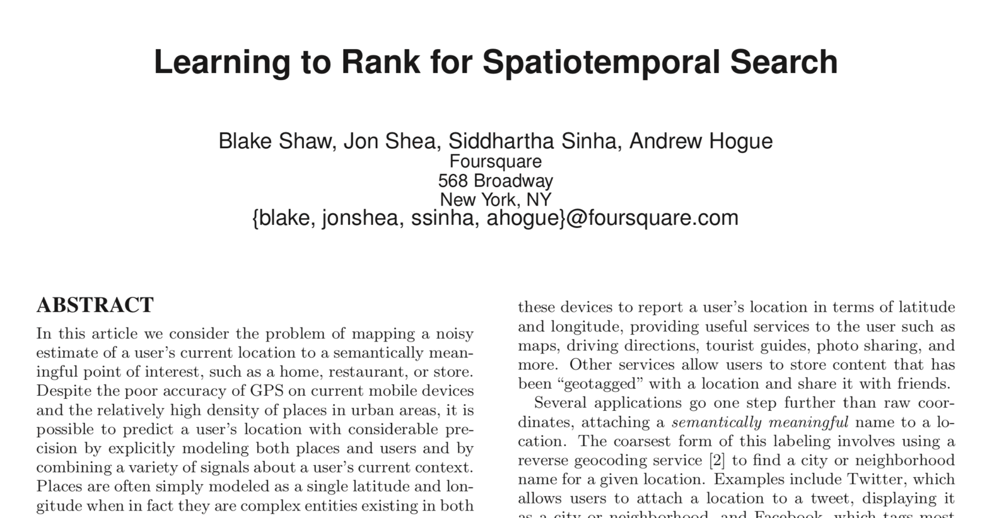 Learning to Rank for Spatiotemporal Search
Blake Shaw, Jon Shea, Siddhartha Sinha, Andrew Hogue
Foursquare
568 Broadway
New York, NY
{blake, jonshea, ssinha, ahogue}@foursquare.com
ABSTRACT
In this article we consider the problem of mapping a noisy
estimate of a user's current location to a semantically mean-
ingful point of interest, such as a home, restaurant, or store.
Despite the poor accuracy of GPS on current mobile devices
and the relatively high density of places in urban areas, it is
possible to predict a user's location with considerable pre-
cision by explicitly modeling both places and users and by
combining a variety of signals about a user's current context.
Places are often simply modeled as a single latitude and lon-
gitude when in fact they are complex entities existing in both
these devices to report a user's location in terms of latitude
and longitude, providing useful services to the user such as
maps, driving directions, tourist guides, photo sharing, and
more. Other services allow users to store content that has
been “geotagged” with a location and share it with friends.
Several applications go one step further than raw coor-
dinates, attaching a semantically meaningful name to a lo-
cation. The coarsest form of this labeling involves using a
reverse geocoding service [2] to find a city or neighborhood
name for a given location. Examples include Twitter, which
allows users to attach a location to a tweet, displaying it
as a city or neighborhood, and Facebook, which tags most